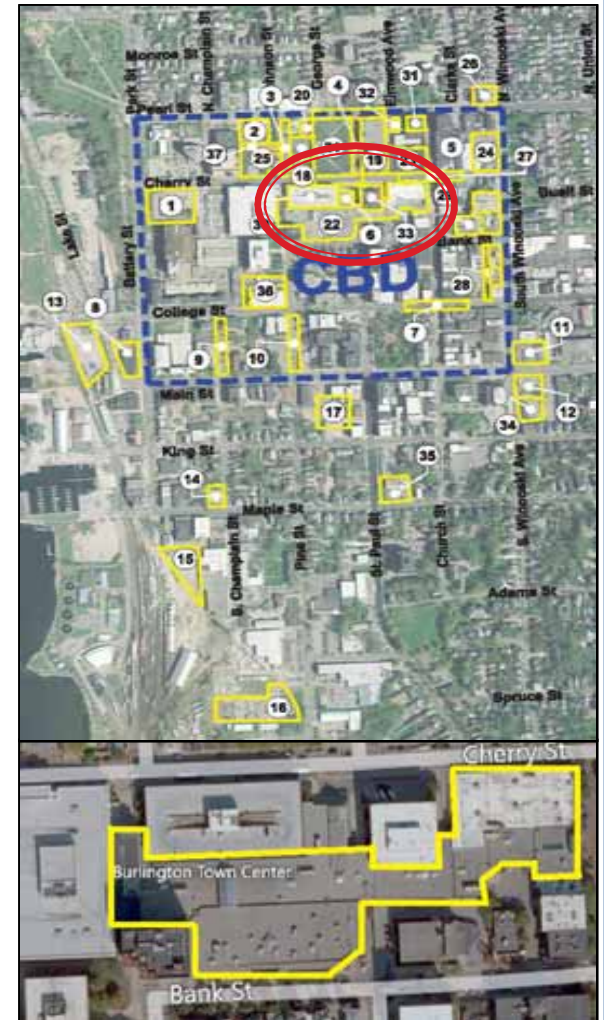 Monroe St
Pearl St
Park St
N. Champlain St
Johnson St
George St
Elmwood Ave
Clarke St
N. Winooski Ave
N. Union St
26
31
32
4
20
3
2
37
25
5
24
19
27
18
Cherry St
Buell St
1
22
6
33
Bank St
Lake St
Battery St
South Winooski Ave
CBD
36
28
13
8
College St
7
9
10
11
Main St
17
12
34
King St
35
14
Maple St
S. Champlain St
Pine St
St. Paul St
Church St
S. Winooski Ave
15
Adams St
16
Spruce St
Cherry St
Burlington Town Center
Bank St